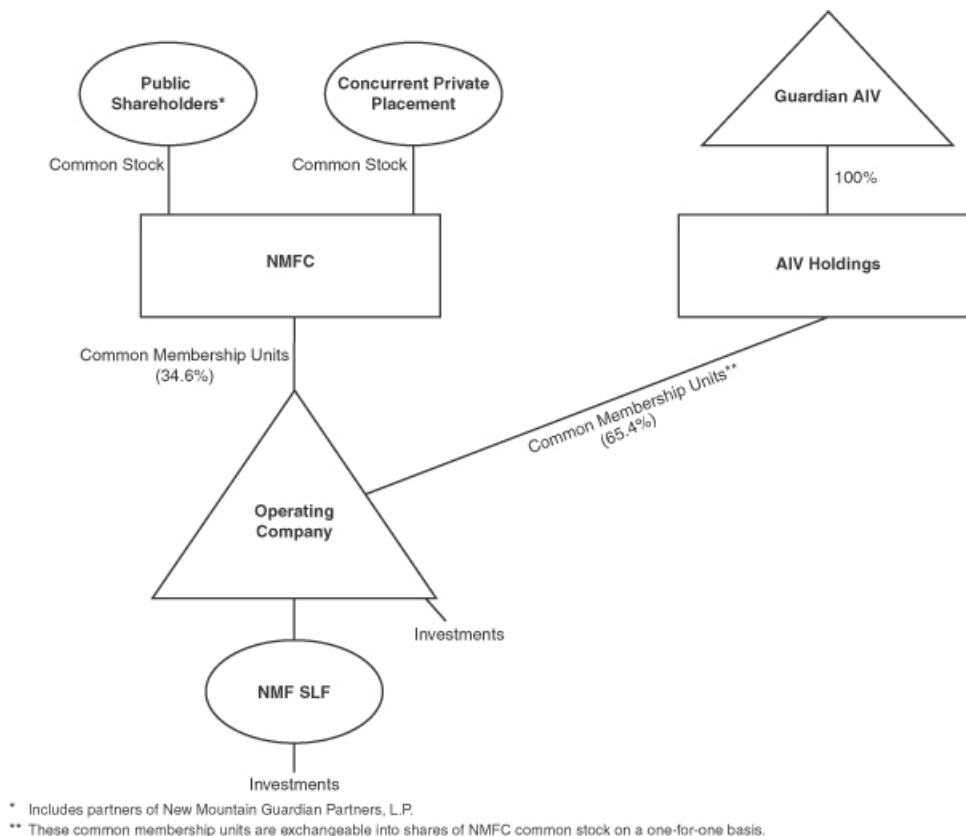 Public
Shareholders*
Concurrent Private
Placement
Guardian AIV
Common Stock
Common Stock
100%
NMFC
AIV Holdings
Common Membership Units
(34.6%)
Common Membership Units**
(65.4%)
Operating
Company
Investments
NMF SLF
Investments
* Includes partners of New Mountain Guardian Partners, L.P.
** These common membership units are exchangeable into shares of NMFC common stock on a one-for-one basis.